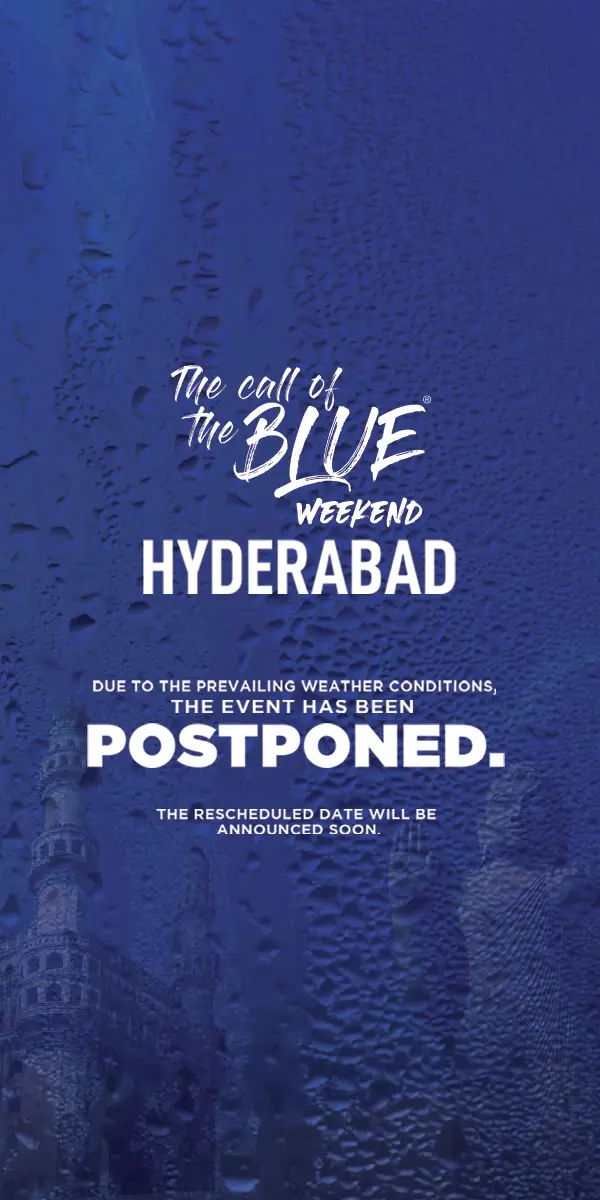 The call of
the BLUE®
WEEKEND
HYDERABAD
DUE TO THE PREVAILING WEATHER CONDITIONS,
THE EVENT HAS BEEN
POSTPONED.
THE RESCHEDULED DATE WILL BE
ANNOUNCED SOON.